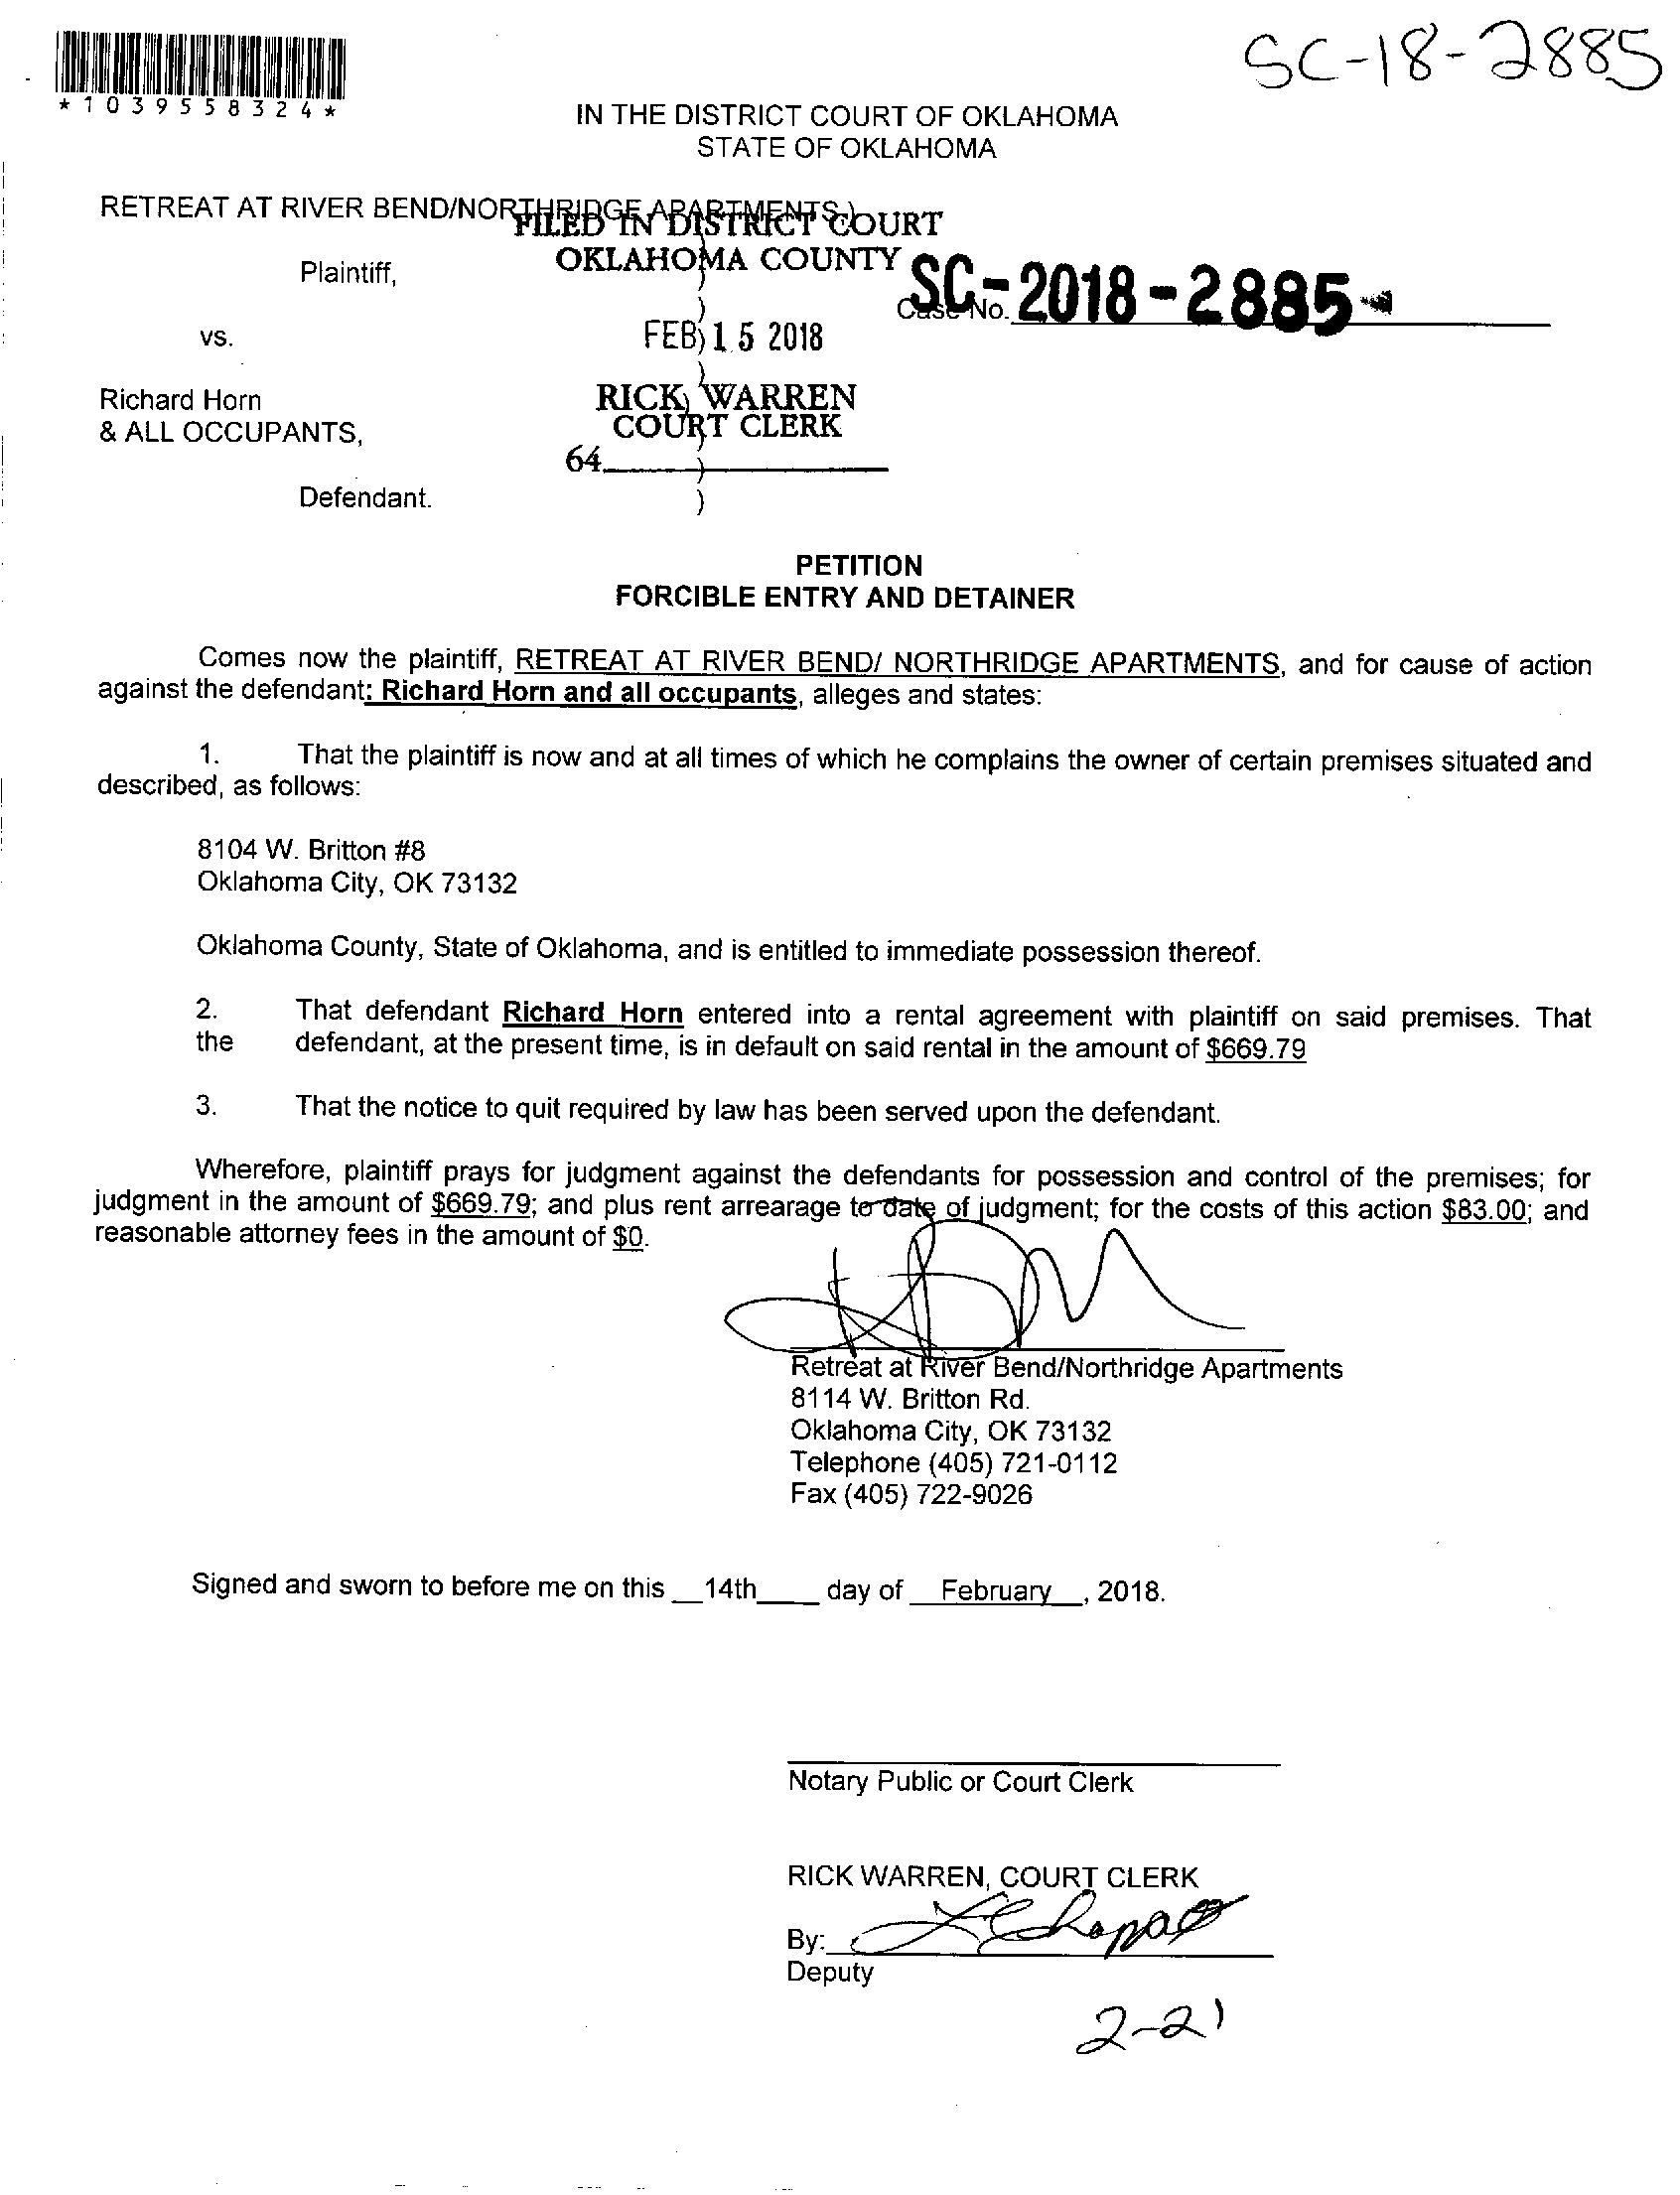 SC-18-2885
*1039558324*
IN THE DISTRICT COURT OF OKLAHOMA
STATE OF OKLAHOMA
RETREAT AT RIVER BEND/NORTHRIDGE APARTMENTS,)
FILED IN DISTRICT COURT
OKLAHOMA COUNTY
Plaintiff, )
Case No. SC-2018-2885-
)
vs. )
FEB 15 2018
)
Richard Horn )
RICK WARREN
& ALL OCCUPANTS, )
COURT CLERK
64 )
Defendant. )
PETITION
FORCIBLE ENTRY AND DETAINER
Comes now the plaintiff, RETREAT AT RIVER BEND/ NORTHRIDGE APARTMENTS, and for cause of action
against the defendant: Richard Horn and all occupants, alleges and states:
1. That the plaintiff is now and at all times of which he complains the owner of certain premises situated and
described, as follows:
8104 W. Britton #8
Oklahoma City, OK 73132
Oklahoma County, State of Oklahoma, and is entitled to immediate possession thereof.
2. That defendant Richard Horn entered into a rental agreement with plaintiff on said premises. That
the defendant, at the present time, is in default on said rental in the amount of $669.79
3. That the notice to quit required by law has been served upon the defendant.
Wherefore, plaintiff prays for judgment against the defendants for possession and control of the premises; for
judgment in the amount of $669.79; and plus rent arrearage to date of judgment; for the costs of this action $83.00; and
reasonable attorney fees in the amount of $0.
Retreat at River Bend/Northridge Apartments
8114 W. Britton Rd.
Oklahoma City, OK 73132
Telephone (405) 721-0112
Fax (405) 722-9026
Signed and sworn to before me on this __14th____ day of __February__, 2018.
Notary Public or Court Clerk
RICK WARREN, COURT CLERK
By:
Deputy
2-21